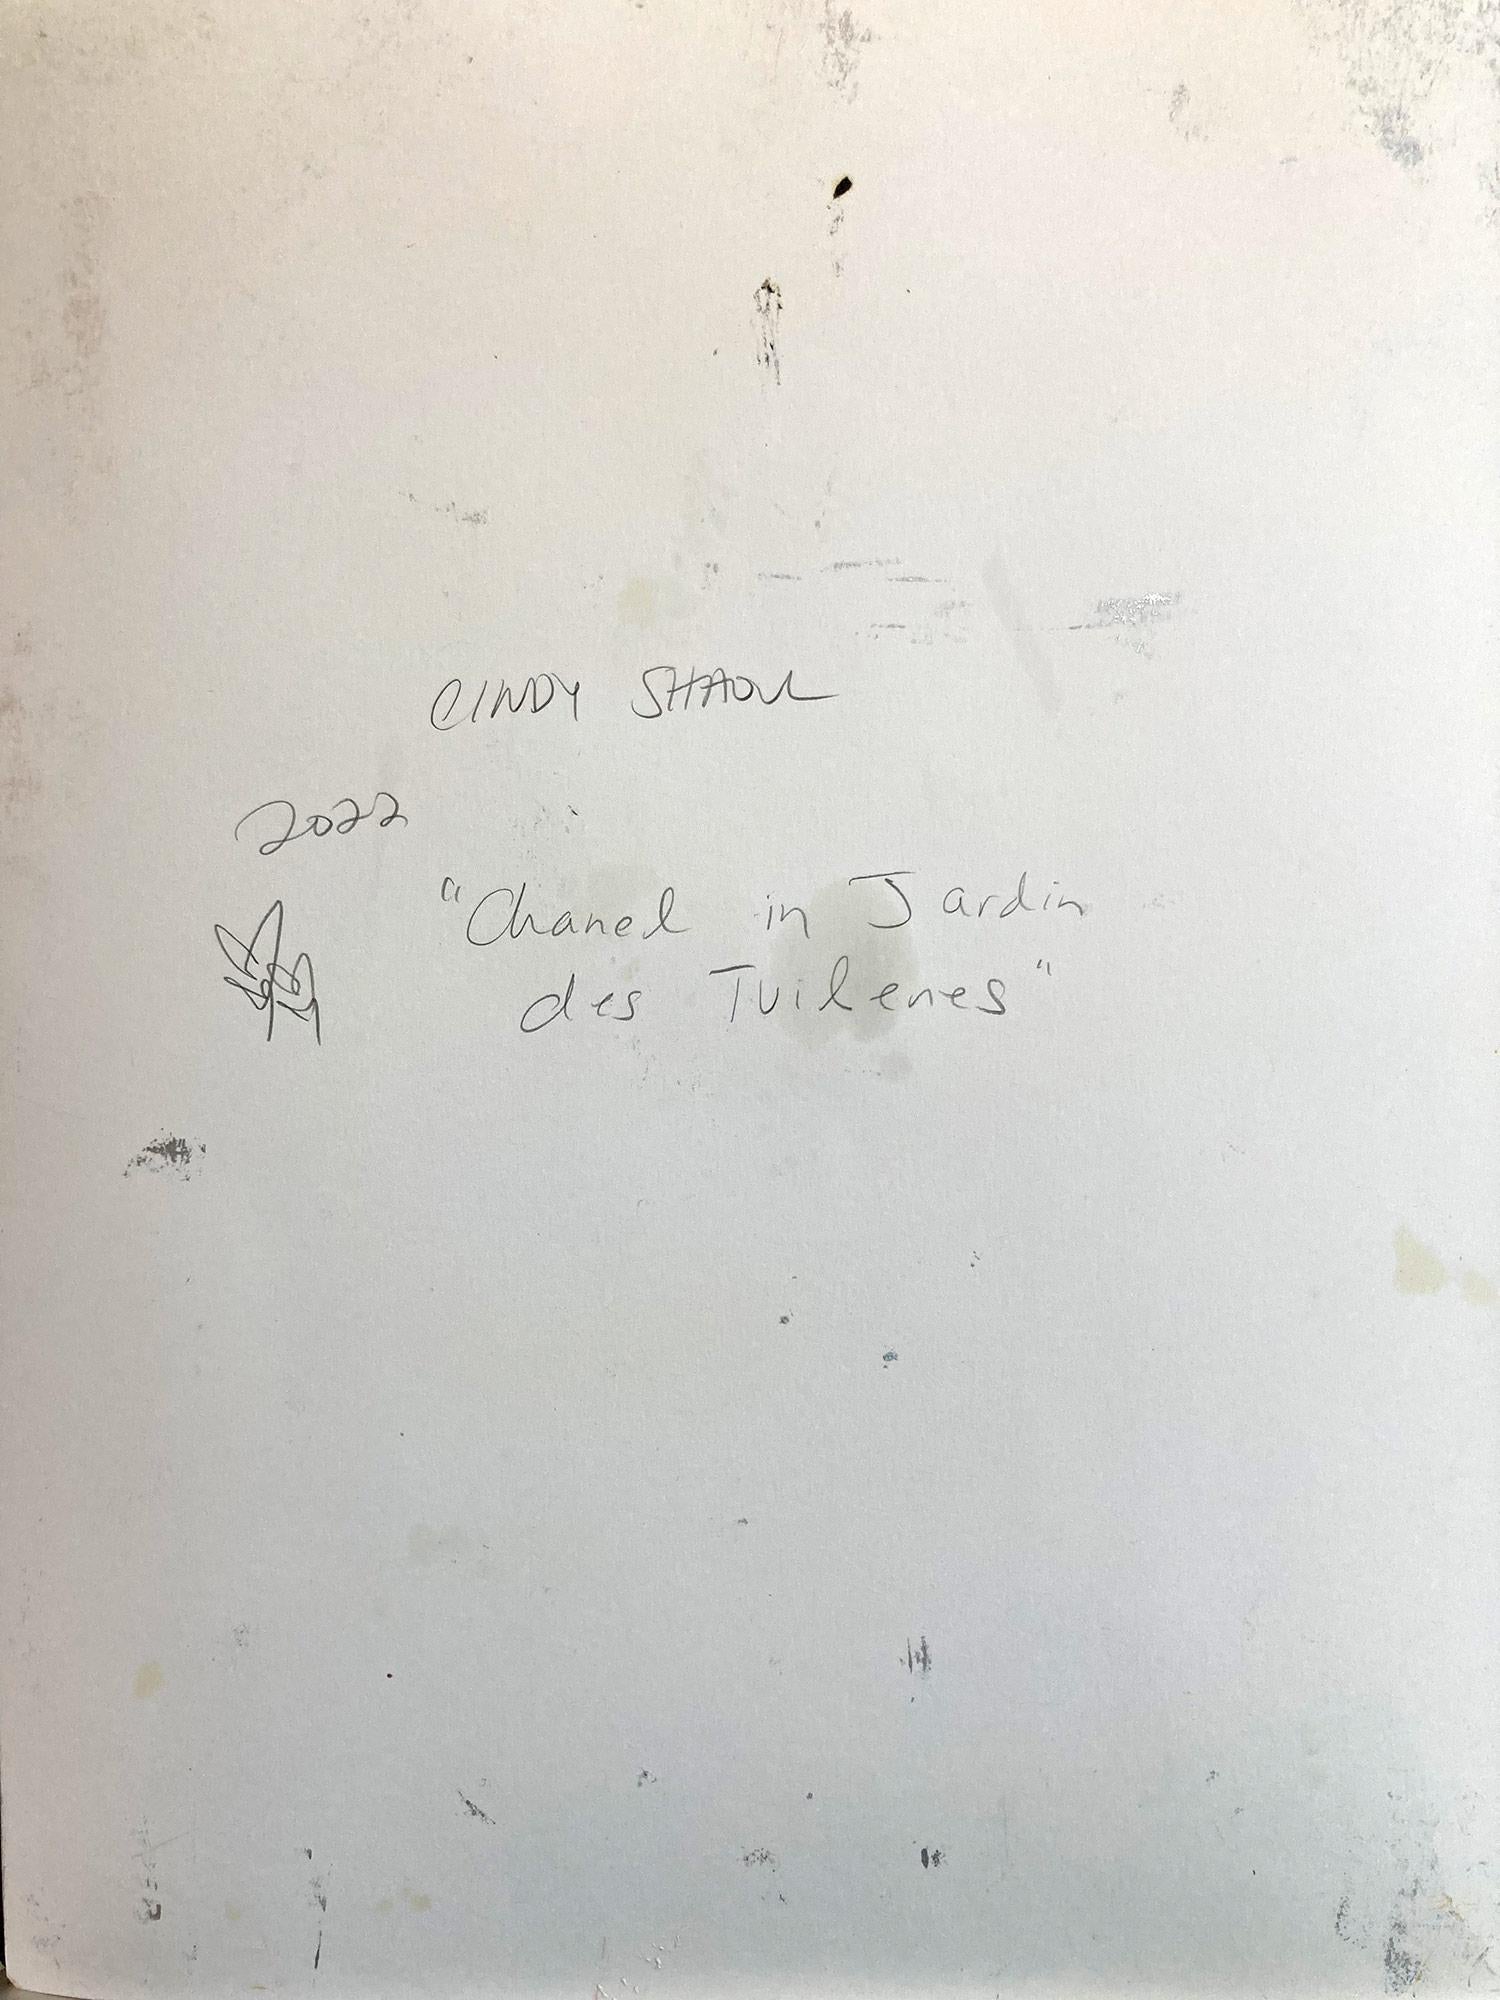 CINDY SHAOUL
2022
"Chanel in Jardin
des Tuileries"